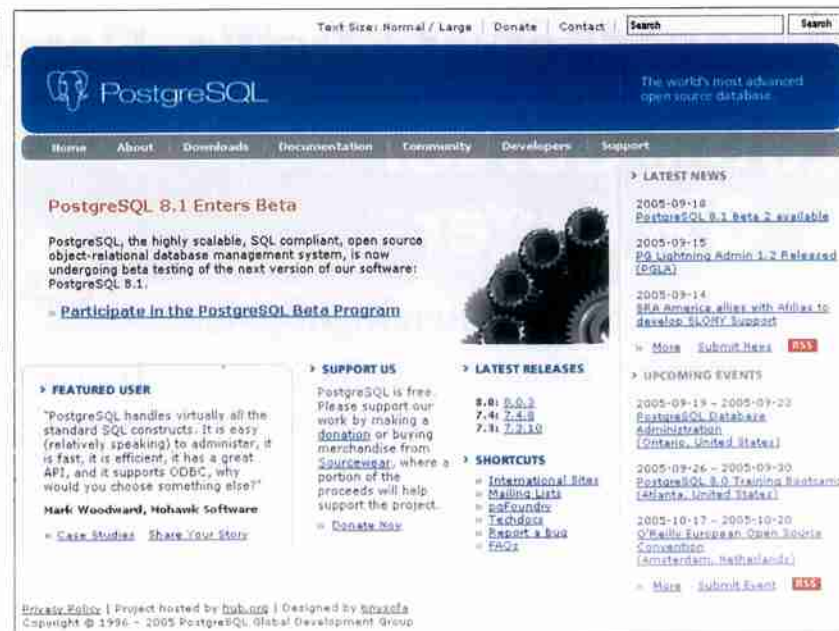 Text Size: Normal / Large | Donate | Contact | Search Search
PostgreSQL
The world's most advanced
open source database
Home About Downloads Documentation Community Developers Support
PostgreSQL 8.1 Enters Beta
PostgreSQL, the highly scalable, SQL compliant, open source
object-relational database management system, is now
undergoing beta testing of the next version of our software:
PostgreSQL 8.1.
» Participate in the PostgreSQL Beta Program
> FEATURED USER
"PostgreSQL handles virtually all the
standard SQL constructs. It is easy
(relatively speaking) to administer, it
is fast, it is efficient, it has a great
API, and it supports ODBC, why
would you choose something else?"
Mark Woodward, Mohawk Software
» Case Studies Share Your Story
> SUPPORT US
PostgreSQL is free.
Please support our
work by making a
donation or buying
merchandise from
Sourcewear, where a
portion of the
proceeds will help
support the project.
» Donate Now
> LATEST RELEASES
8.0: 8.0.3
7.4: 7.4.8
7.3: 7.3.10
> SHORTCUTS
» International Sites
» Mailing Lists
» pgFoundry
» Techdocs
» Report a bug
» FAQs
> LATEST NEWS
2005-09-18
PostgreSQL 8.1 Beta 2 available
2005-09-15
PG Lightning Admin 1.2 Released
(PGLA)
2005-09-14
SRA America allies with Afilias to
develop SLONY Support
» More Submit News RSS
> UPCOMING EVENTS
2005-09-19 – 2005-09-23
PostgreSQL Database
Administration
(Ontario, United States)
2005-09-26 – 2005-09-30
PostgreSQL 8.0 Training Bootcamp
(Atlanta, United States)
2005-10-17 – 2005-10-20
O'Reilly European Open Source
Convention
(Amsterdam, Netherlands)
» More Submit Event RSS
Privacy Policy | Project hosted by hub.org | Designed by tinysofa
Copyright © 1996 – 2005 PostgreSQL Global Development Group